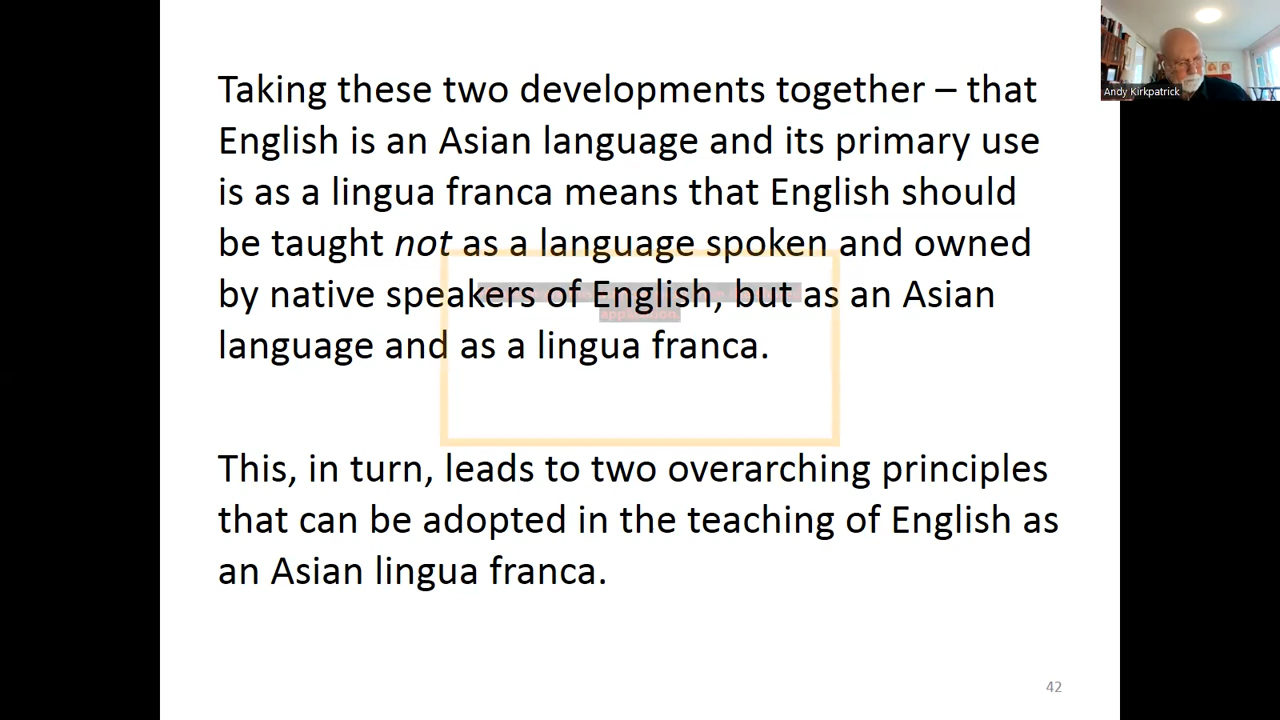 Taking these two developments together – that
English is an Asian language and its primary use
is as a lingua franca means that English should
be taught not as a language spoken and owned
by native speakers of English, but as an Asian
application.
language and as a lingua franca.
This, in turn, leads to two overarching principles
that can be adopted in the teaching of English as
an Asian lingua franca.
42
Andy Kirkpatrick